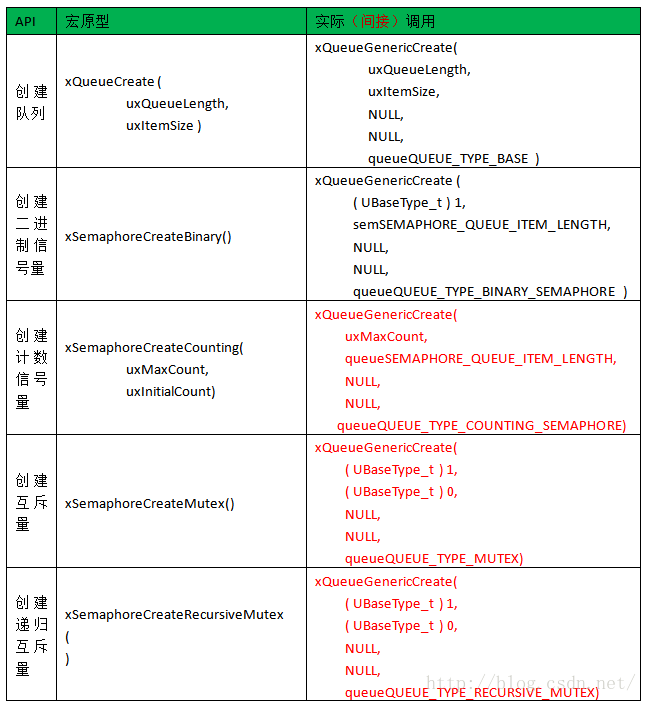 API 宏原型 实际（间接）调用
创建
队列
xQueueCreate (
uxQueueLength,
uxItemSize )
xQueueGenericCreate(
uxQueueLength,
uxItemSize,
NULL,
NULL,
queueQUEUE_TYPE_BASE )
创建
二进
制信
号量
xSemaphoreCreateBinary()
xQueueGenericCreate (
( UBaseType_t ) 1,
semSEMAPHORE_QUEUE_ITEM_LENGTH,
NULL,
NULL,
queueQUEUE_TYPE_BINARY_SEMAPHORE )
创建
计数
信号
量
xSemaphoreCreateCounting(
uxMaxCount,
uxInitialCount)
xQueueGenericCreate(
uxMaxCount,
queueSEMAPHORE_QUEUE_ITEM_LENGTH,
NULL,
NULL,
queueQUEUE_TYPE_COUNTING_SEMAPHORE)
创建
互斥
量
xSemaphoreCreateMutex()
xQueueGenericCreate(
( UBaseType_t ) 1,
( UBaseType_t ) 0,
NULL,
NULL,
queueQUEUE_TYPE_MUTEX)
创建
递归
互斥
量
xSemaphoreCreateRecursiveMutex
(
)
xQueueGenericCreate(
( UBaseType_t ) 1,
( UBaseType_t ) 0,
NULL,
NULL,
queueQUEUE_TYPE_RECURSIVE_MUTEX)
http://blog.csdn.net/